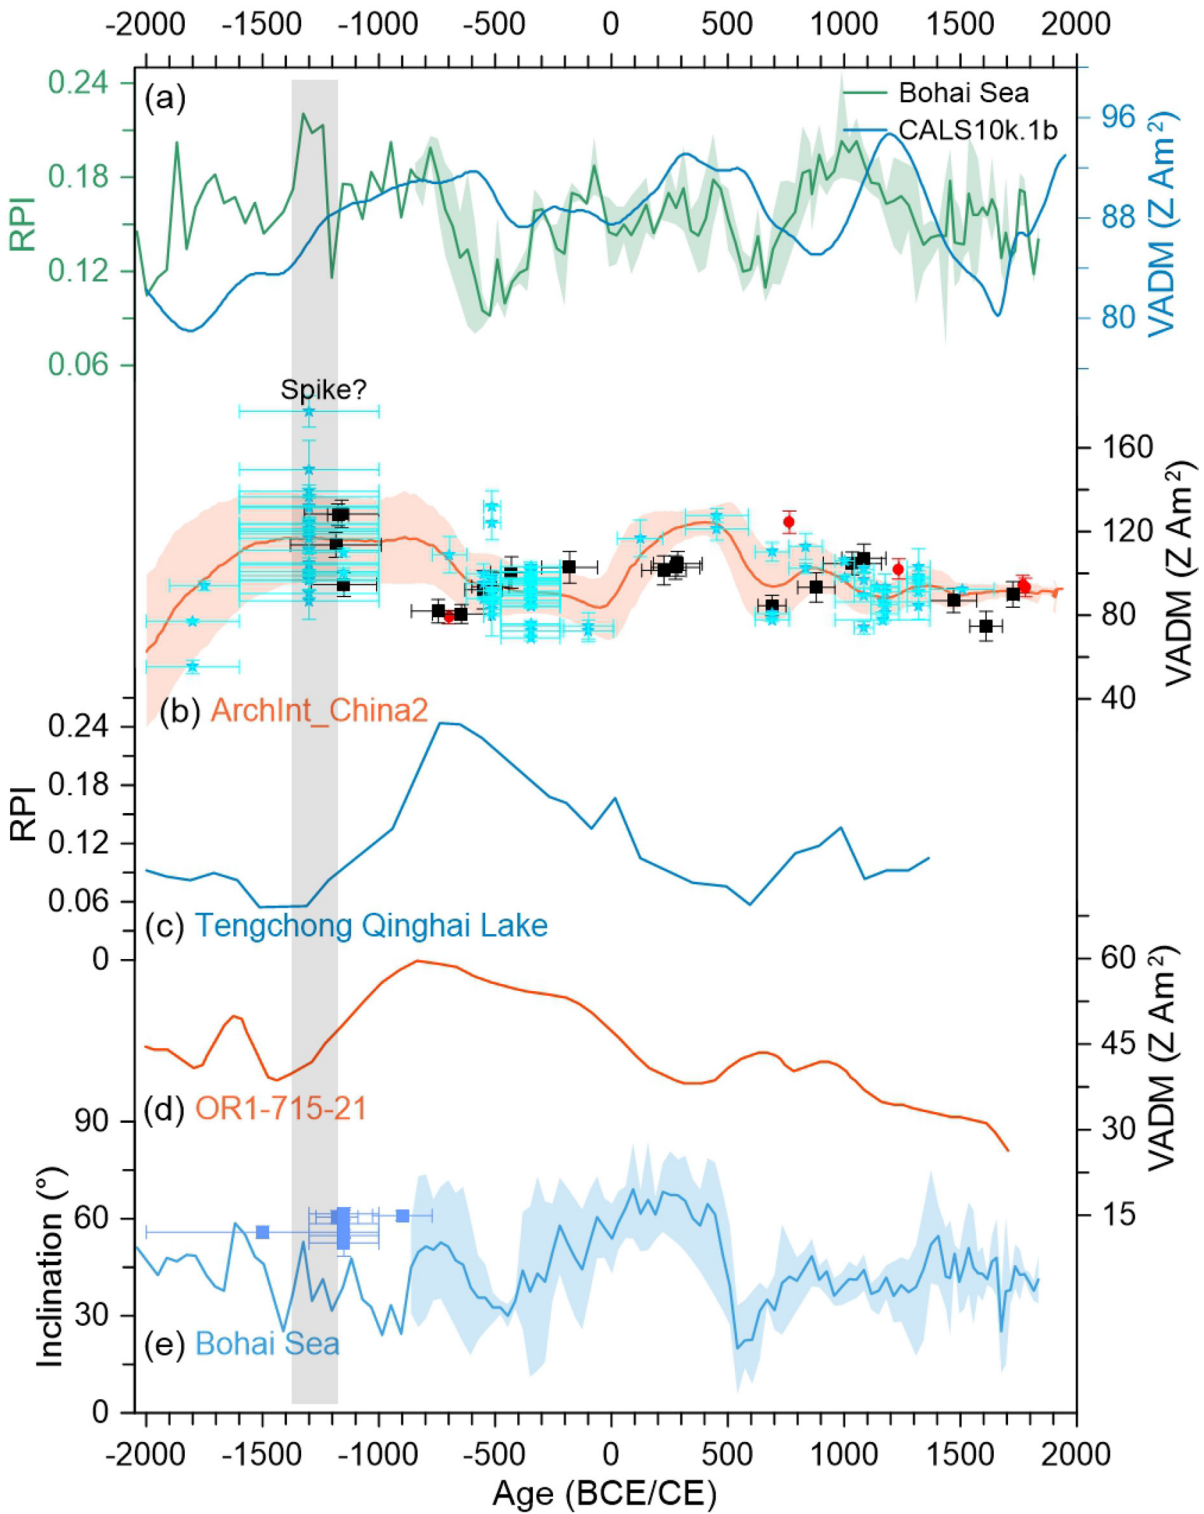 -2000 -1500 -1000 -500 0 500 1000 1500 2000
(a)
Bohai Sea
CALS10k.1b
0.24
0.18
0.12
0.06
RPI
96
88
80
VADM (Z Am²)
Spike?
160
120
80
40
VADM (Z Am²)
(b) ArchInt_China2
0.24
0.18
0.12
0.06
0
RPI
(c) Tengchong Qinghai Lake
60
45
30
15
VADM (Z Am²)
(d) OR1-715-21
90
60
30
0
Inclination (°)
(e) Bohai Sea
-2000 -1500 -1000 -500 0 500 1000 1500 2000
Age (BCE/CE)